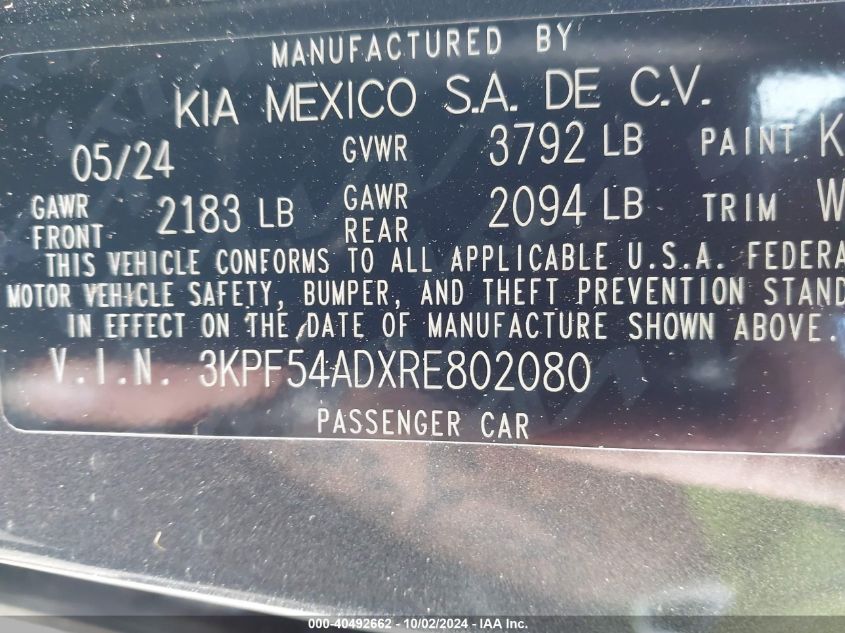 MANUFACTURED BY
KIA MEXICO S.A. DE C.V.
05/24 GVWR 3792 LB PAINT K
GAWR FRONT 2183 LB GAWR REAR 2094 LB TRIM W
THIS VEHICLE CONFORMS TO ALL APPLICABLE U.S.A. FEDERA
MOTOR VEHICLE SAFETY, BUMPER, AND THEFT PREVENTION STAND
IN EFFECT ON THE DATE OF MANUFACTURE SHOWN ABOVE.
V.I.N. 3KPF54ADXRE802080
PASSENGER CAR
000-40492662 - 10/02/2024 - IAA Inc.